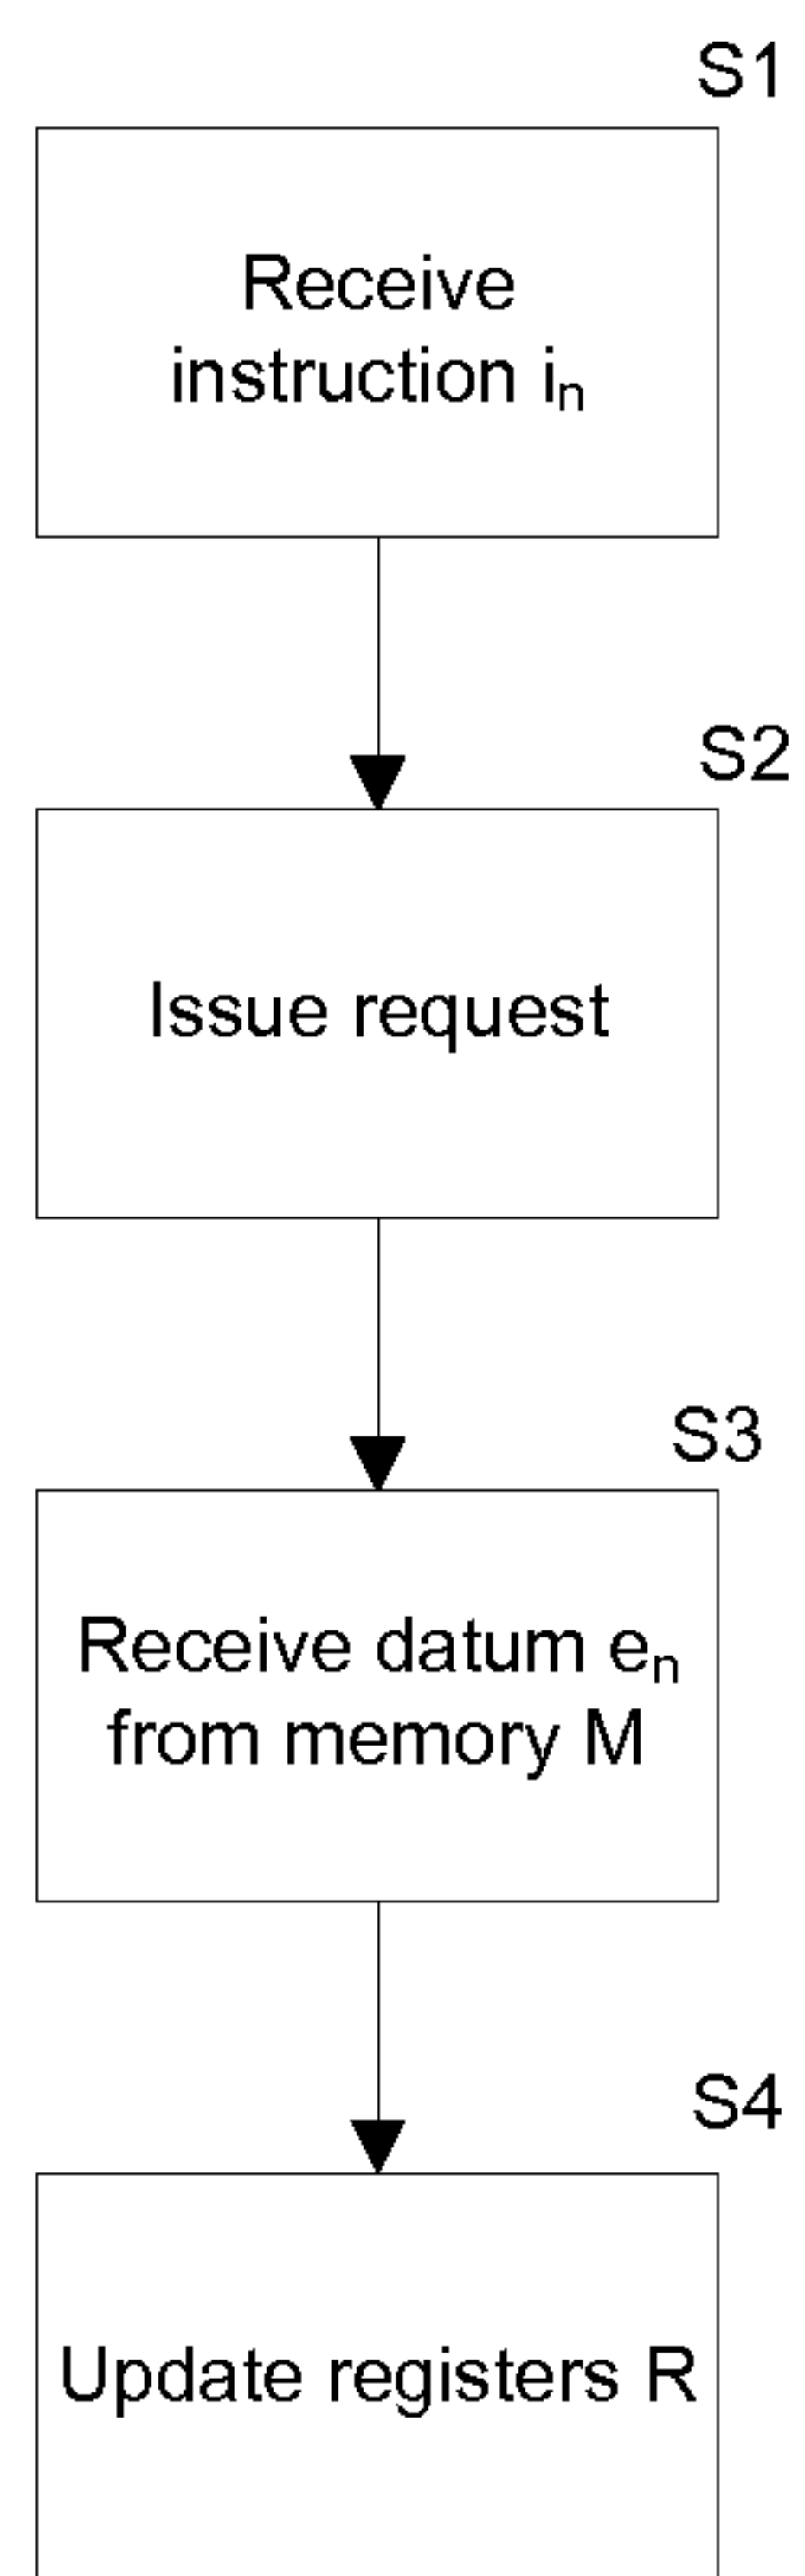 S1
Receive
instruction iₙ
S2
Issue request
S3
Receive datum eₙ
from memory M
S4
Update registers R